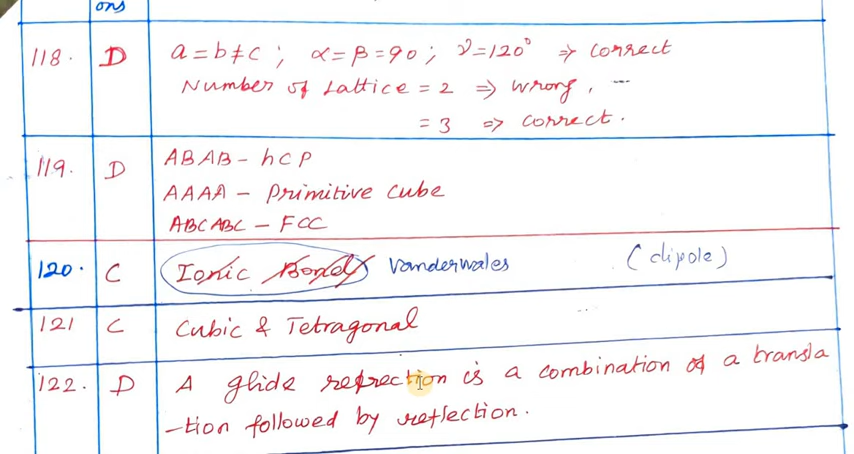 ons
118. D a=b≠c ; α=β=90 ; γ=120° ⇒ correct
Number of Lattice = 2 ⇒ wrong, ...
= 3 ⇒ correct.
119. D ABAB - hCP
AAAA - Primitive cube
ABCABC - FCC
120. C Ionic Bond Vanderwales (dipole)
121 C Cubic & Tetragonal
122. D A glide refrection is a combination of a transla
-tion followed by reflection.